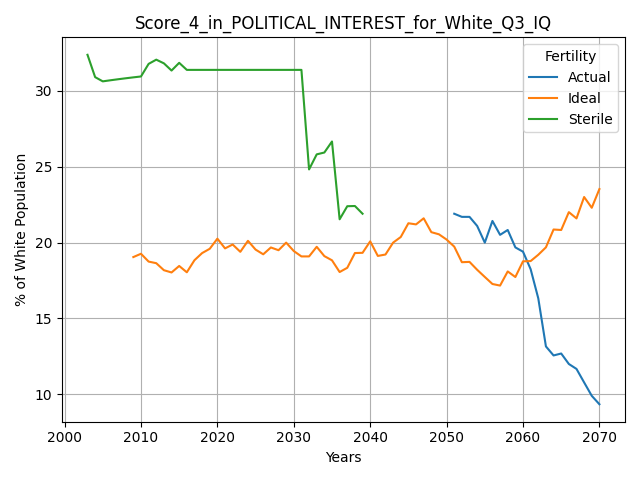 Score_4_in_POLITICAL_INTEREST_for_White_Q3_IQ
Fertility
Actual
Ideal
Sterile
% of White Population
30
25
20
15
10
2000 2010 2020 2030 2040 2050 2060 2070
Years